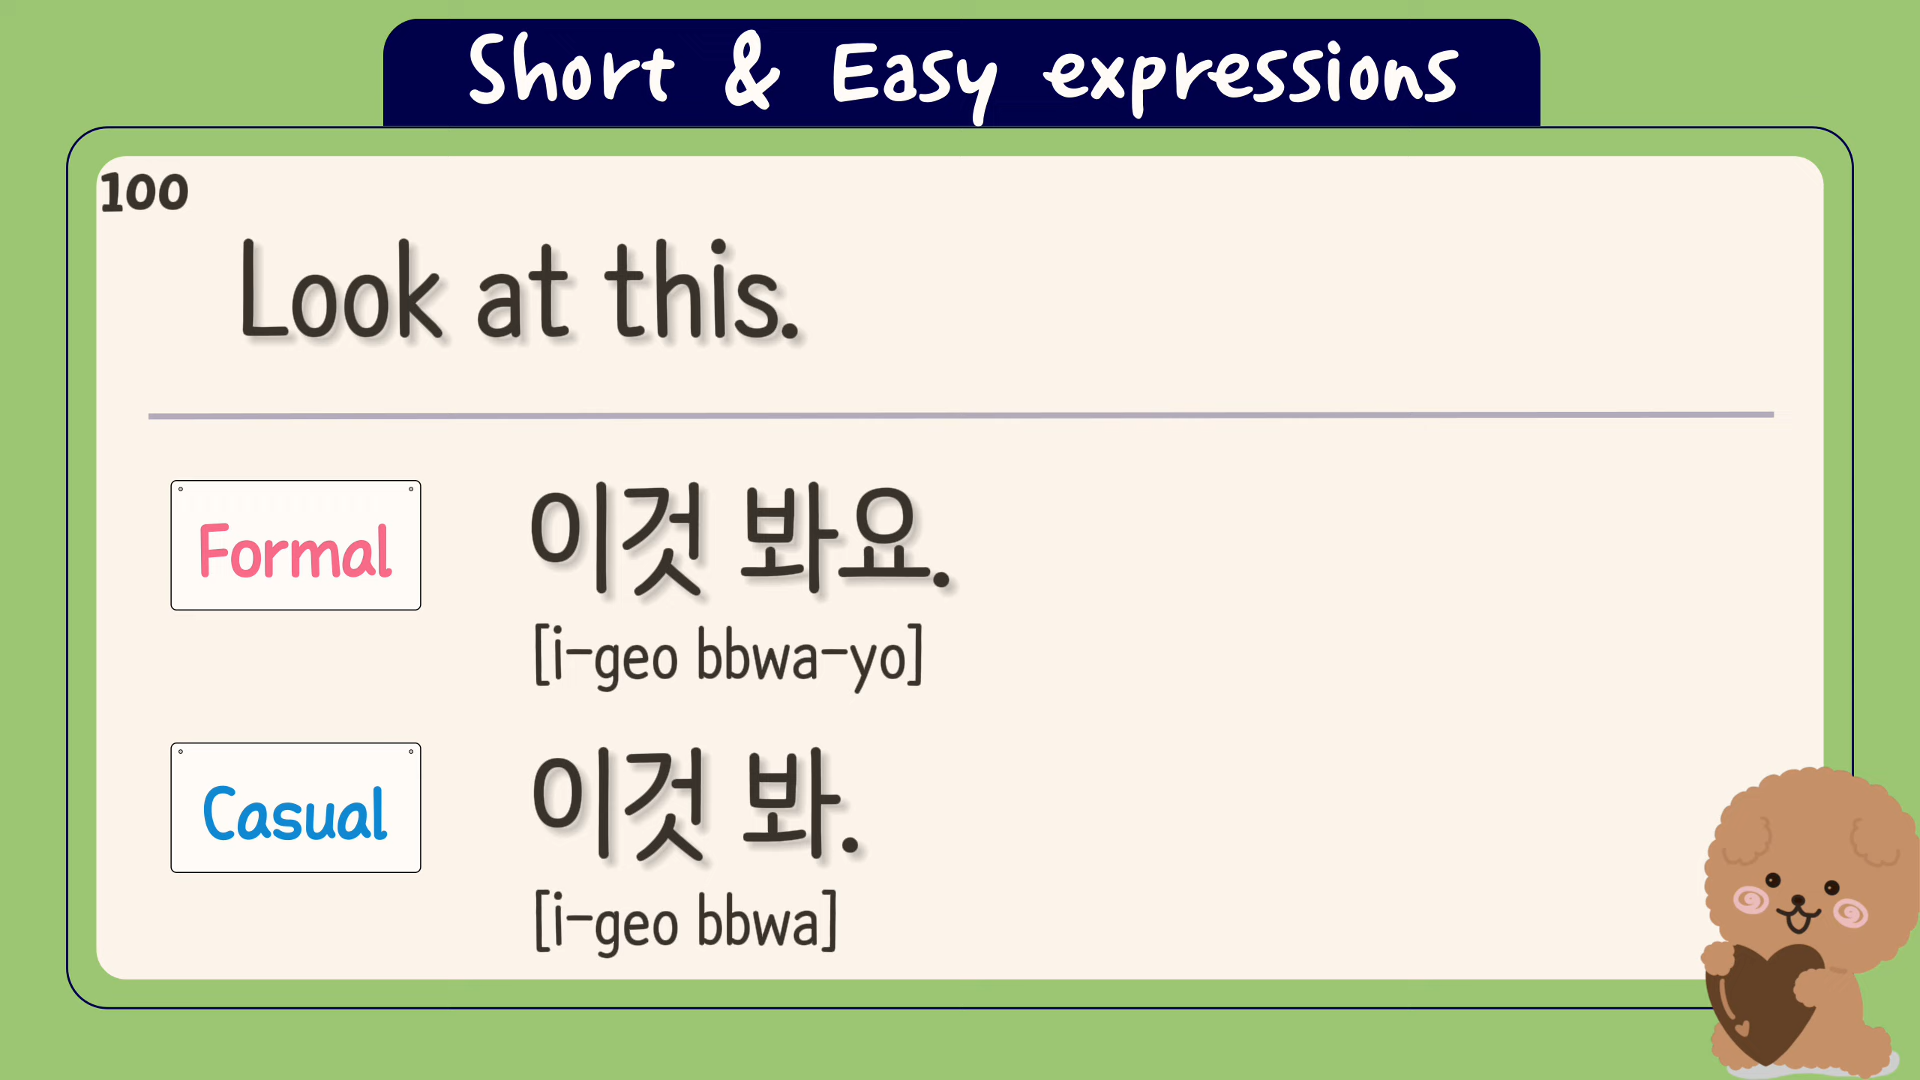 Short & Easy expressions
100
Look at this.
Formal
이것 봐요.
[i-geo bbwa-yo]
Casual
이것 봐.
[i-geo bbwa]